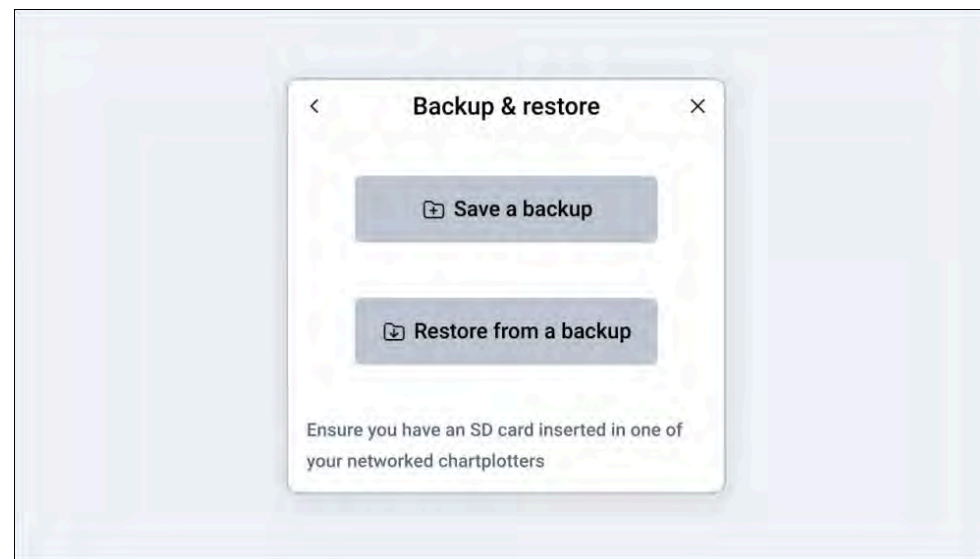 Backup & restore
Save a backup
Restore from a backup
Ensure you have an SD card inserted in one of
your networked chartplotters